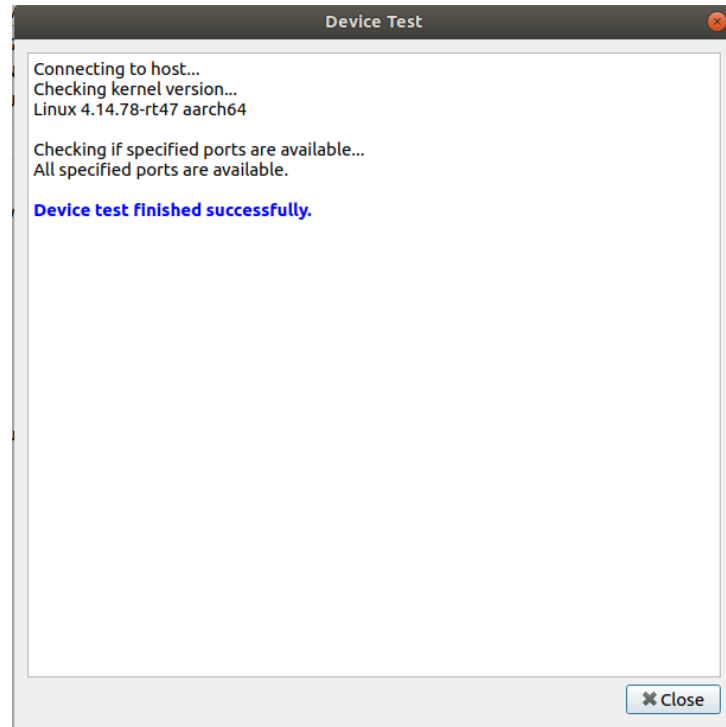 Device Test
Connecting to host...
Checking kernel version...
Linux 4.14.78-rt47 aarch64
Checking if specified ports are available...
All specified ports are available.
Device test finished successfully.
Close